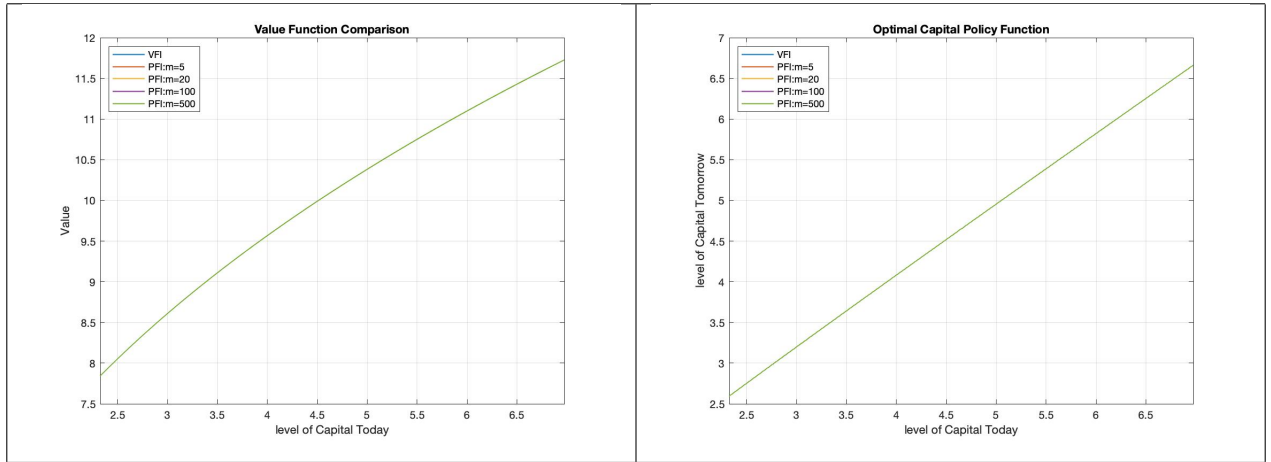 Value Function Comparison
12
11.5
11
10.5
10
9.5
9
8.5
8
7.5
Value
VFI
PFI:m=5
PFI:m=20
PFI:m=100
PFI:m=500
2.5 3 3.5 4 4.5 5 5.5 6 6.5
level of Capital Today
Optimal Capital Policy Function
7
6.5
6
5.5
5
4.5
4
3.5
3
2.5
level of Capital Tomorrow
VFI
PFI:m=5
PFI:m=20
PFI:m=100
PFI:m=500
2.5 3 3.5 4 4.5 5 5.5 6 6.5
level of Capital Today